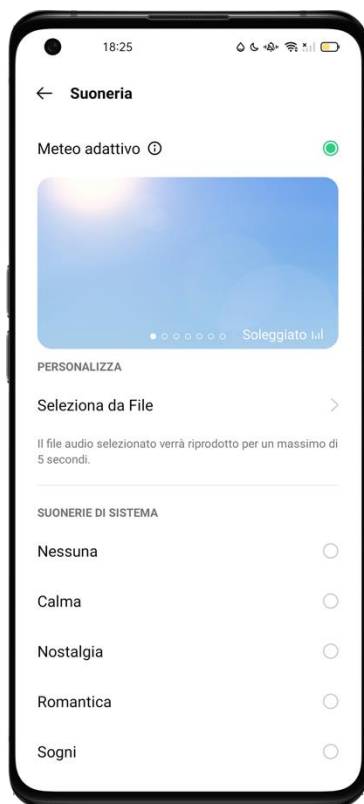 18:25
Suoneria
Meteo adattivo
Soleggiato
PERSONALIZZA
Seleziona da File
Il file audio selezionato verrà riprodotto per un massimo di
5 secondi.
SUONERIE DI SISTEMA
Nessuna
Calma
Nostalgia
Romantica
Sogni